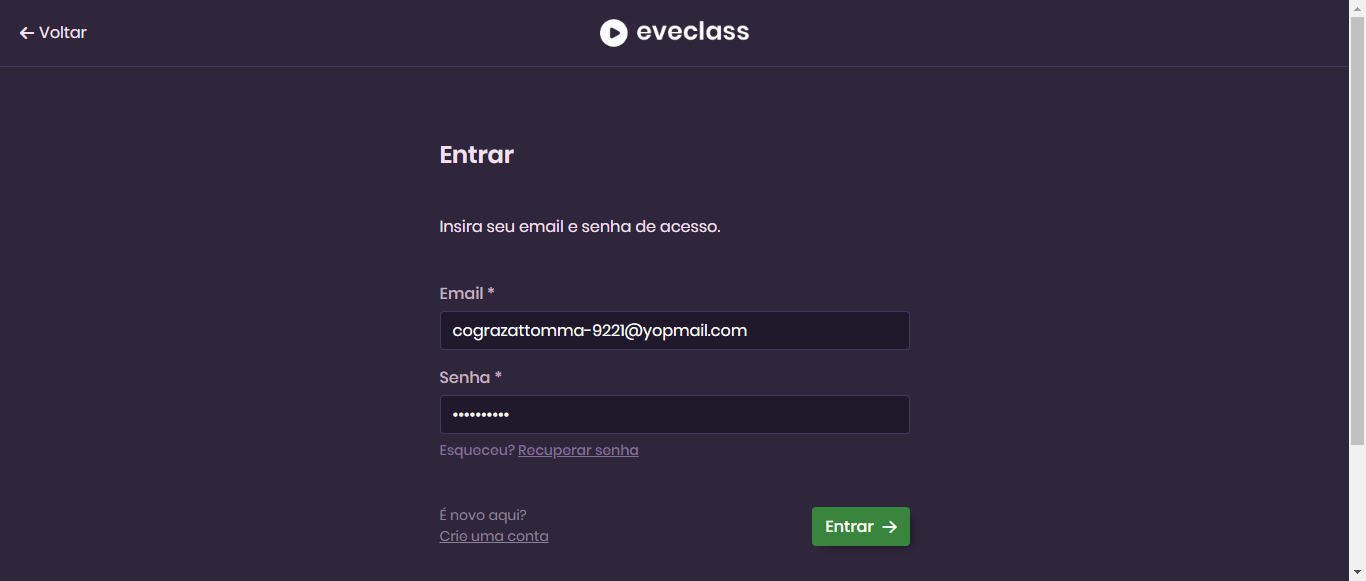 ← Voltar
eveclass
Entrar
Insira seu email e senha de acesso.
Email *
cograzattomma-9221@yopmail.com
Senha *
••••••••••
Esqueceu? Recuperar senha
É novo aqui?
Crie uma conta
Entrar →